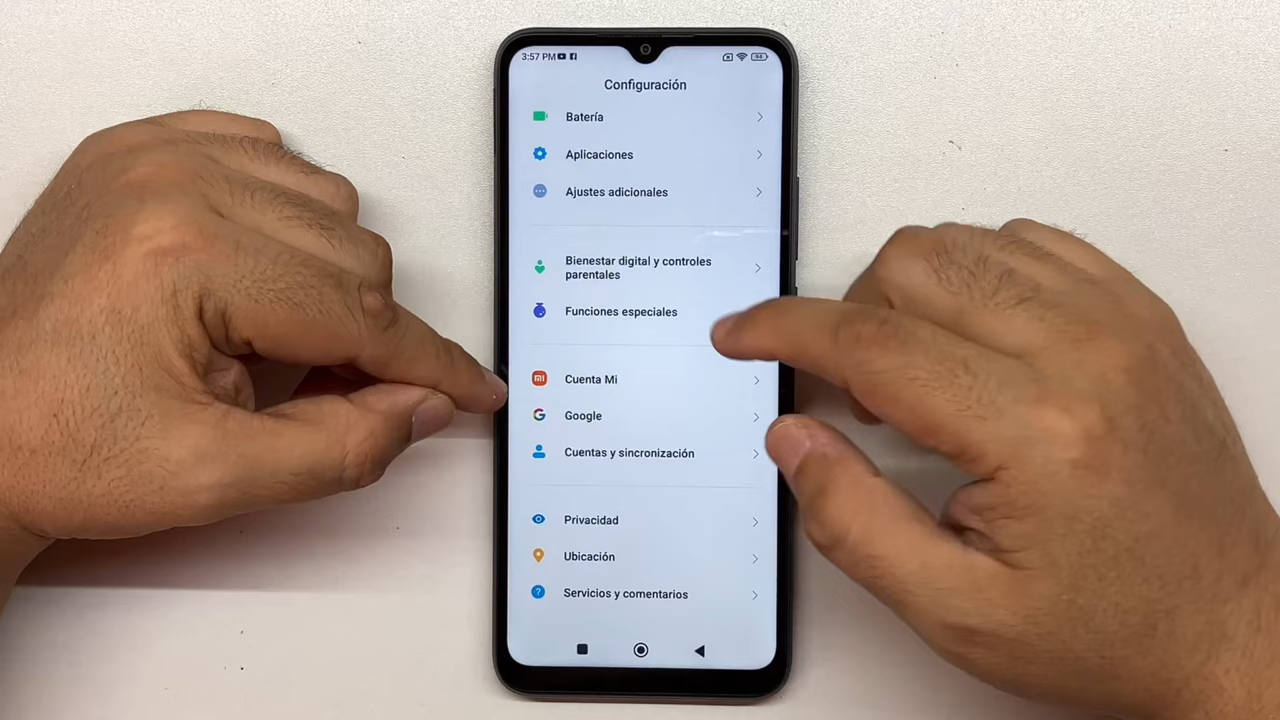 3:57 PM
94
Configuración
Batería
Aplicaciones
Ajustes adicionales
Bienestar digital y controles
parentales
Funciones especiales
Cuenta Mi
Google
Cuentas y sincronización
Privacidad
Ubicación
Servicios y comentarios